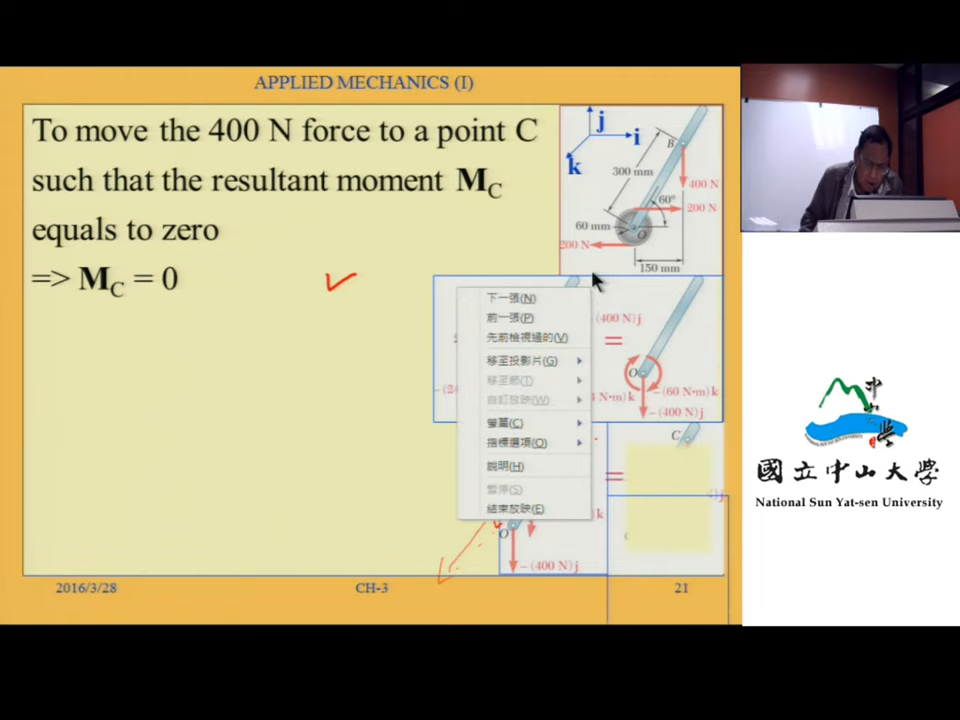 APPLIED MECHANICS (I)
To move the 400 N force to a point C
such that the resultant moment M_C
equals to zero
=> M_C = 0
j
i
k
B
300 mm
400 N
60°
200 N
60 mm
O
200 N
150 mm
下一張(N)
前一張(P)
先前檢視過的(V)
移至投影片(G)
移至節(T)
自訂放映(W)
螢幕(C)
指標選項(O)
說明(H)
暫停(S)
結束放映(E)
(400 N)j
=
O
-(24
4 N·m)k
-(60 N·m)k
-(400 N)j
C
=
)j
)k
O
-(400 N)j
2016/3/28
CH-3
21
國立中山大學
National Sun Yat-sen University